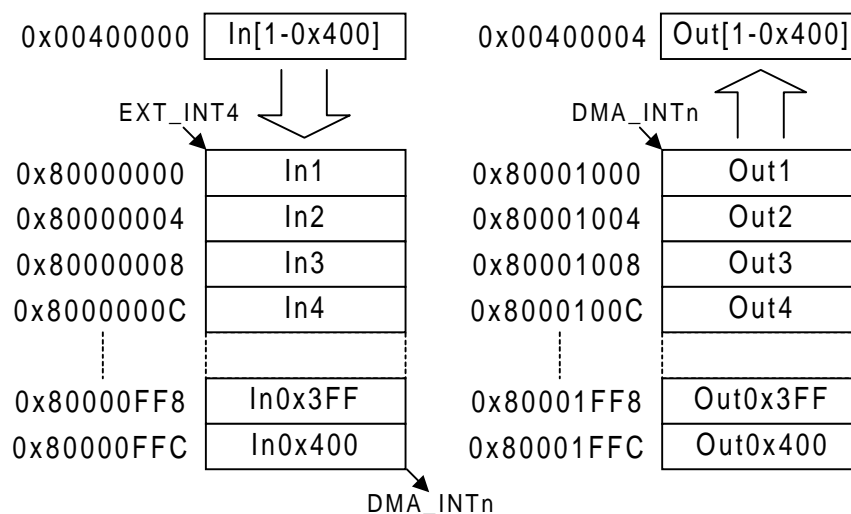 0x00400000 In[1-0x400] 0x00400004 Out[1-0x400]
EXT_INT4 DMA_INTn
0x80000000 In1 0x80001000 Out1
0x80000004 In2 0x80001004 Out2
0x80000008 In3 0x80001008 Out3
0x8000000C In4 0x8000100C Out4
0x80000FF8 In0x3FF 0x80001FF8 Out0x3FF
0x80000FFC In0x400 0x80001FFC Out0x400
DMA_INTn